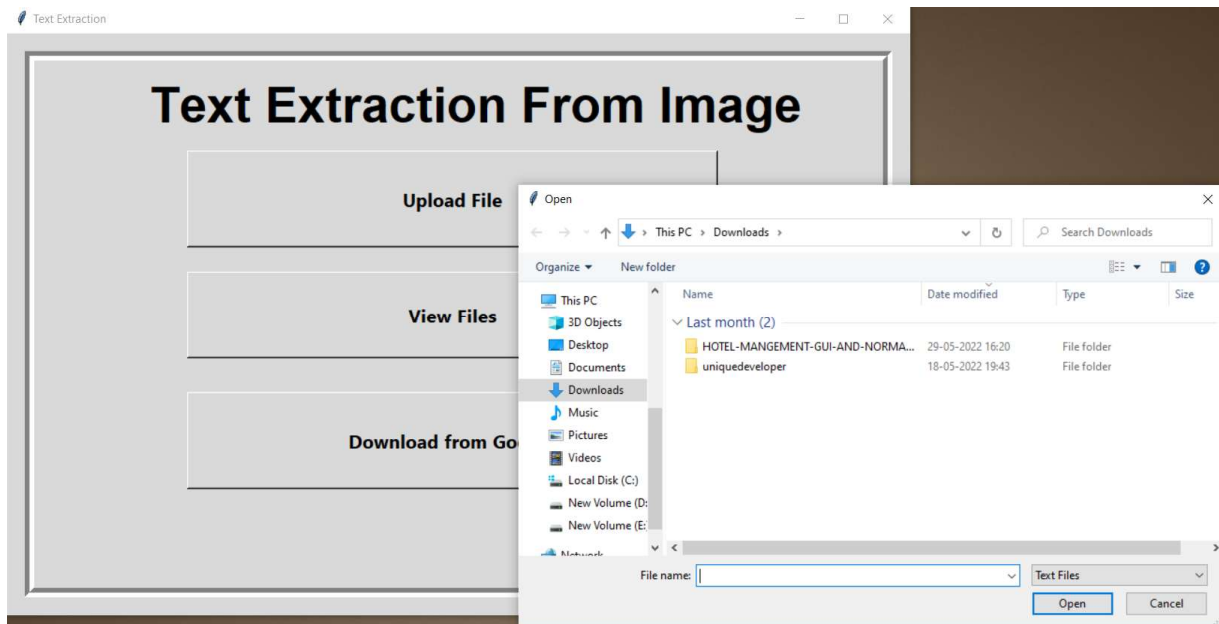 Text Extraction
Text Extraction From Image
Upload File
View Files
Download from
Open
This PC > Downloads >
Search Downloads
Organize
New folder
?
Name
Date modified
Type
Size
This PC
3D Objects
Desktop
Documents
Downloads
Music
Pictures
Videos
Local Disk (C:)
New Volume (D:
New Volume (E:
Network
Last month (2)
HOTEL-MANGEMENT-GUI-AND-NORMA... 29-05-2022 16:20 File folder
uniquedeveloper 18-05-2022 19:43 File folder
File name:
Text Files
Open
Cancel